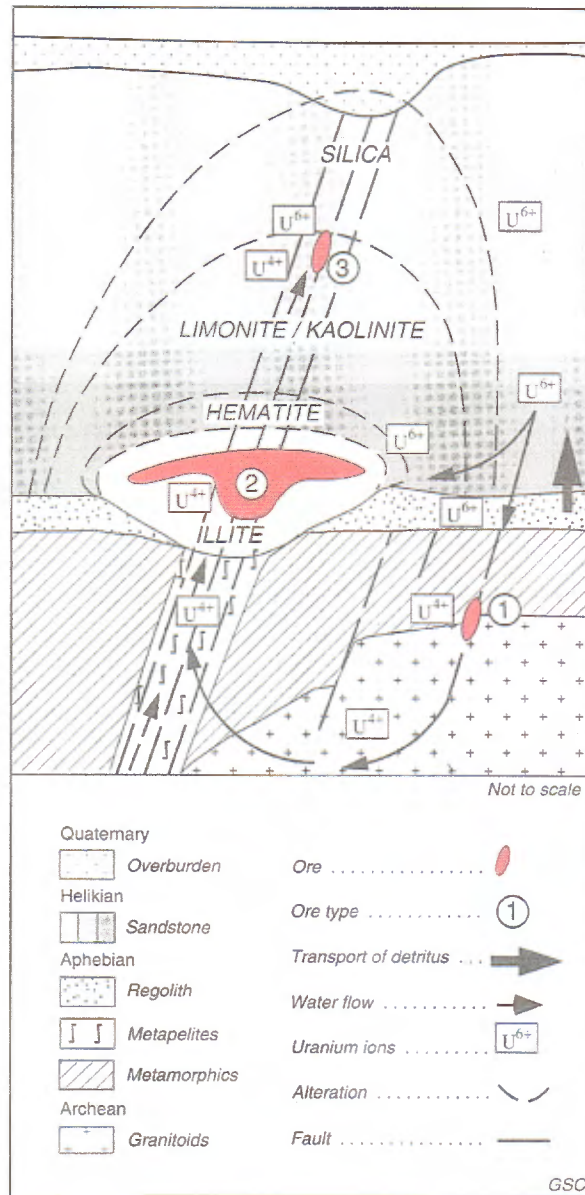 SILICA
U6+
U6+
U4+
3
LIMONITE / KAOLINITE
U6+
HEMATITE
U6+
2
U4+
U6+
ILLITE
U4+
U4+
1
U4+
Not to scale
Quaternary
Overburden
Helikian
Sandstone
Aphebian
Regolith
Metapelites
Metamorphics
Archean
Granitoids
Ore ..............
Ore type .......... 1
Transport of detritus ...
Water flow ..........
Uranium ions ........ U6+
Alteration ..........
Fault ..............
GSC